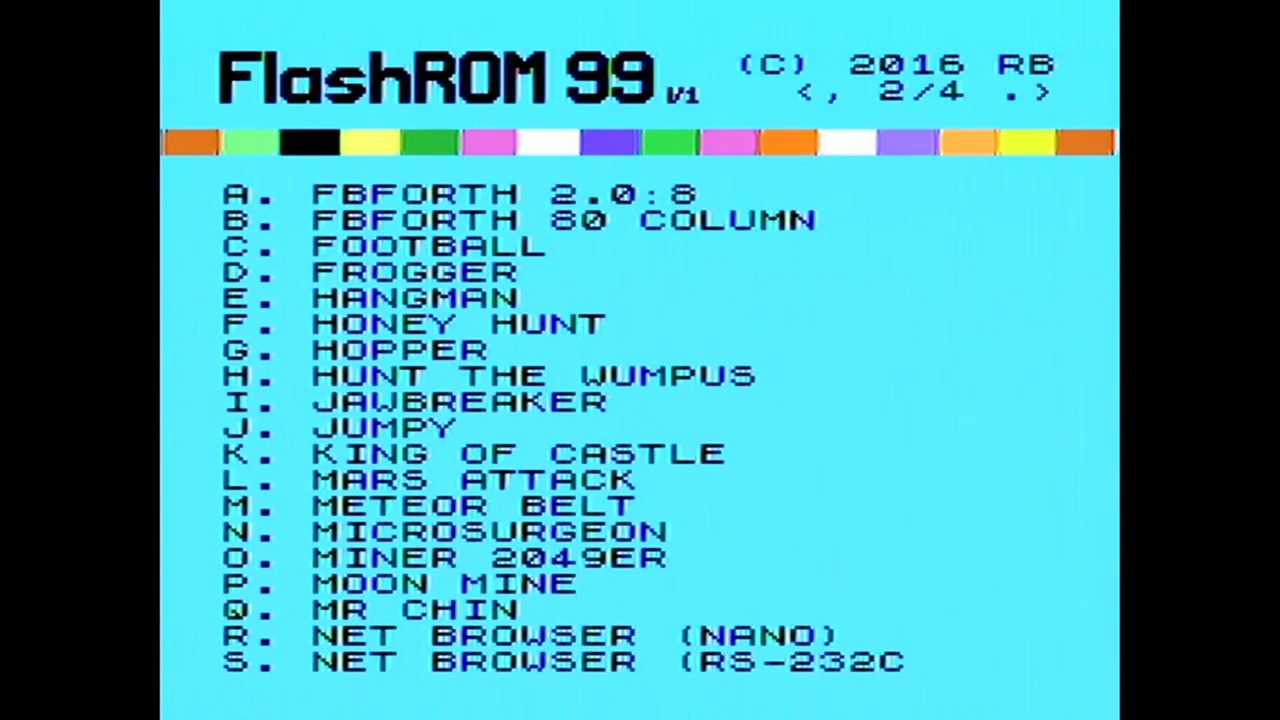 FlashROM 99 V1 (C) 2016 RB
<, 2/4 .>
A. FBFORTH 2.0:8
B. FBFORTH 80 COLUMN
C. FOOTBALL
D. FROGGER
E. HANGMAN
F. HONEY HUNT
G. HOPPER
H. HUNT THE WUMPUS
I. JAWBREAKER
J. JUMPY
K. KING OF CASTLE
L. MARS ATTACK
M. METEOR BELT
N. MICROSURGEON
O. MINER 2049ER
P. MOON MINE
Q. MR CHIN
R. NET BROWSER (NANO)
S. NET BROWSER (RS-232C